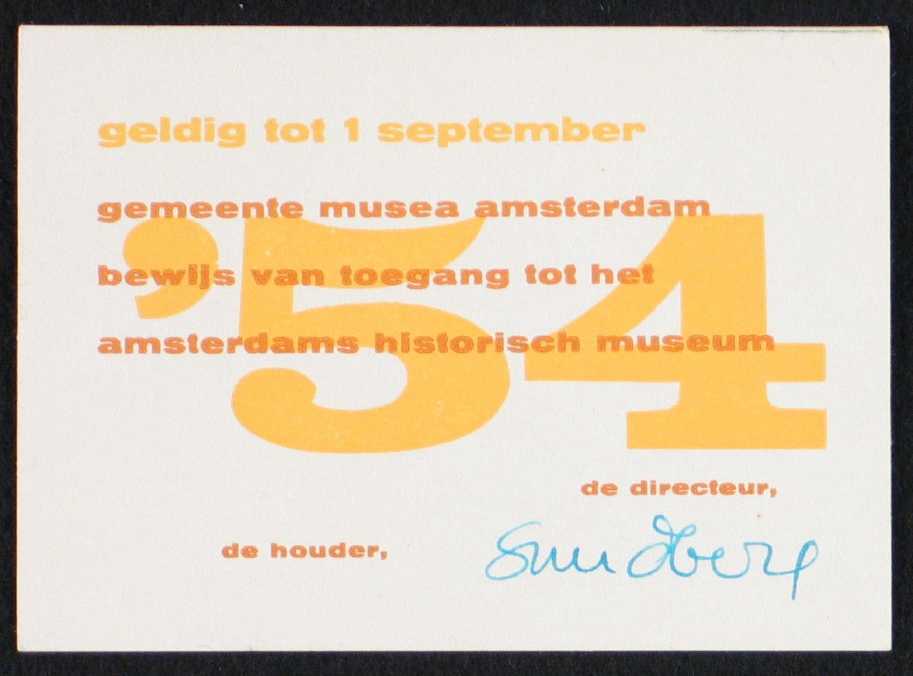 geldig tot 1 september
gemeente musea amsterdam
'54
bewijs van toegang tot het
amsterdams historisch museum
de directeur,
de houder,
Sandberg